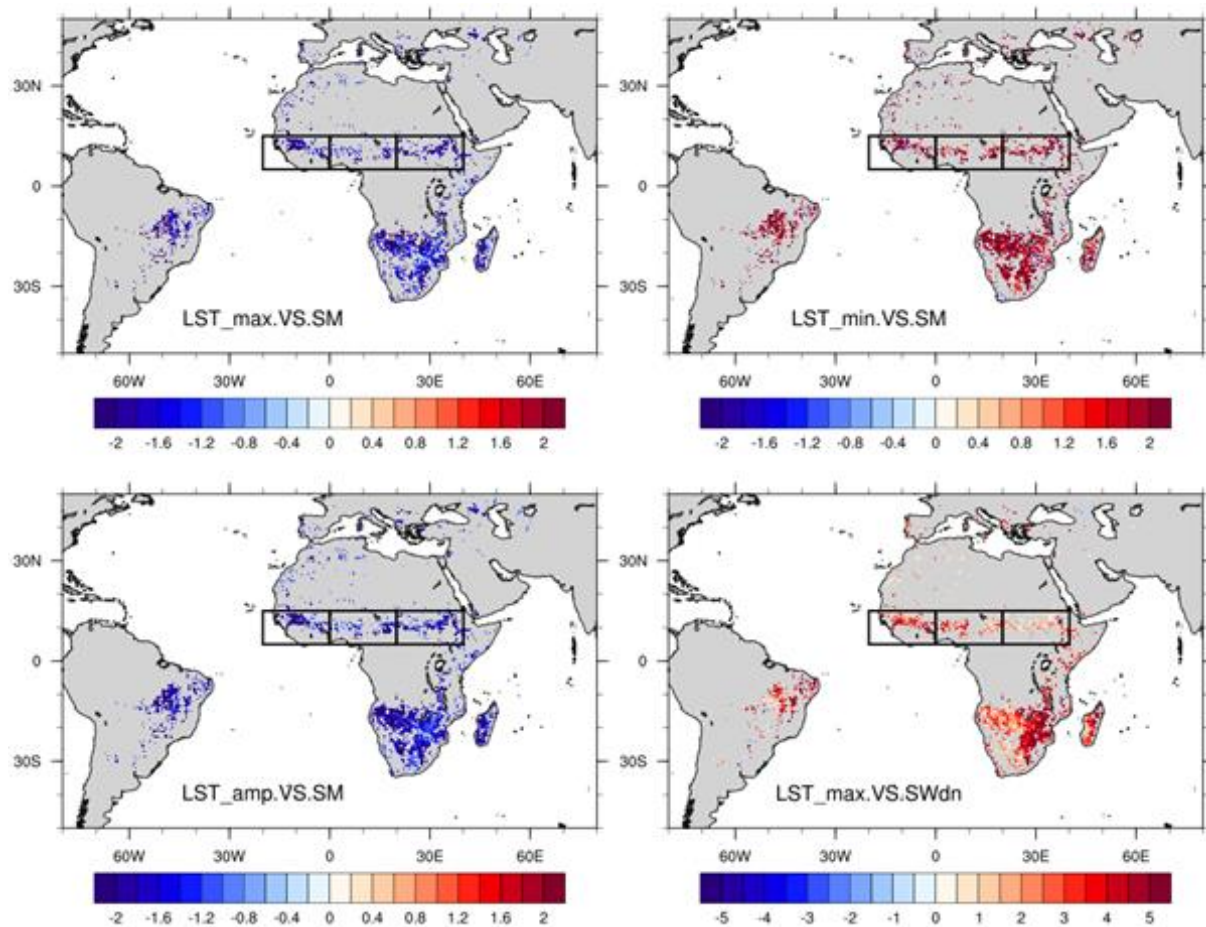 30N
0
30S
LST_max.VS.SM
60W 30W 0 30E 60E
-2 -1.6 -1.2 -0.8 -0.4 0 0.4 0.8 1.2 1.6 2
30N
0
30S
LST_min.VS.SM
60W 30W 0 30E 60E
-2 -1.6 -1.2 -0.8 -0.4 0 0.4 0.8 1.2 1.6 2
30N
0
30S
LST_amp.VS.SM
60W 30W 0 30E 60E
-2 -1.6 -1.2 -0.8 -0.4 0 0.4 0.8 1.2 1.6 2
30N
0
30S
LST_max.VS.SWdn
60W 30W 0 30E 60E
-5 -4 -3 -2 -1 0 1 2 3 4 5